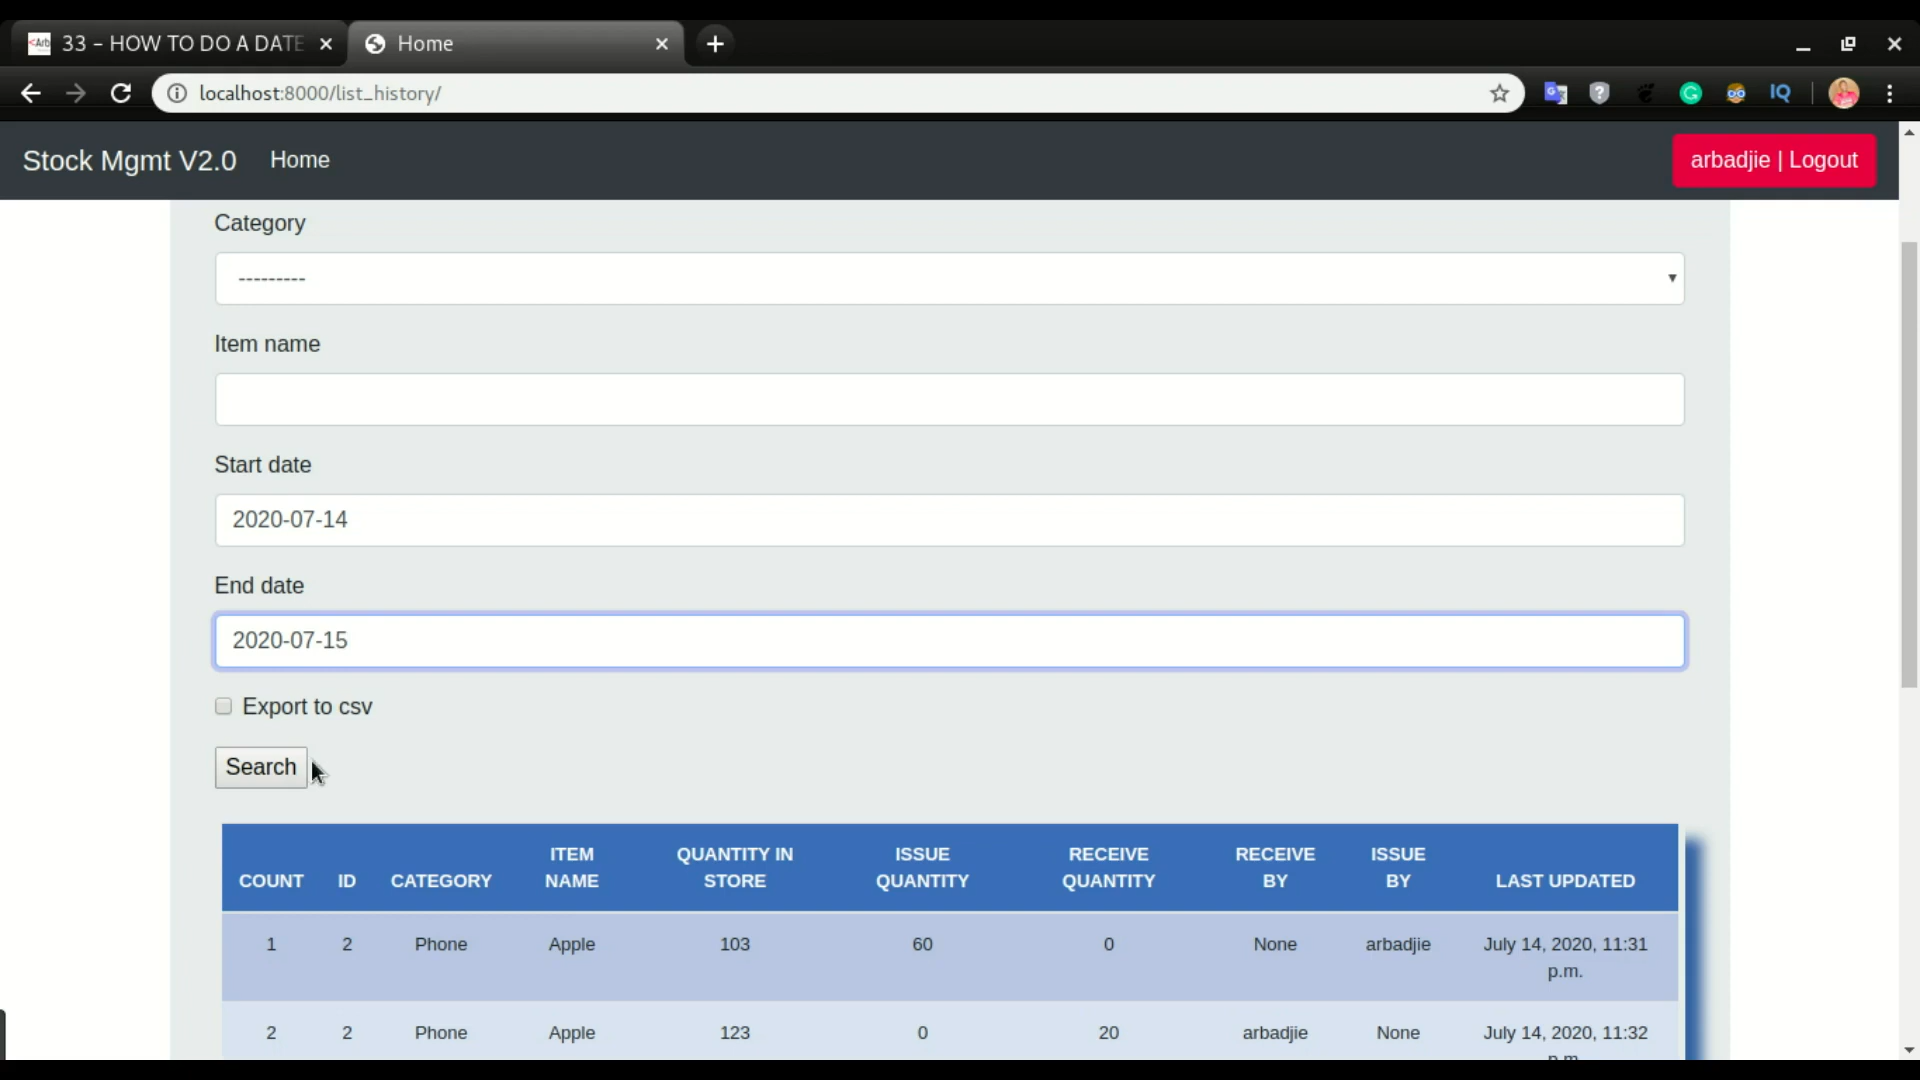 33 – HOW TO DO A DATE
Home
localhost:8000/list_history/
IQ
Stock Mgmt V2.0
Home
arbadjie | Logout
Category
---------
Item name
Start date
2020-07-14
End date
2020-07-15
Export to csv
Search
COUNT ID CATEGORY ITEM NAME QUANTITY IN STORE ISSUE QUANTITY RECEIVE QUANTITY RECEIVE BY ISSUE BY LAST UPDATED
1 2 Phone Apple 103 60 0 None arbadjie July 14, 2020, 11:31 p.m.
2 2 Phone Apple 123 0 20 arbadjie None July 14, 2020, 11:32 p.m.